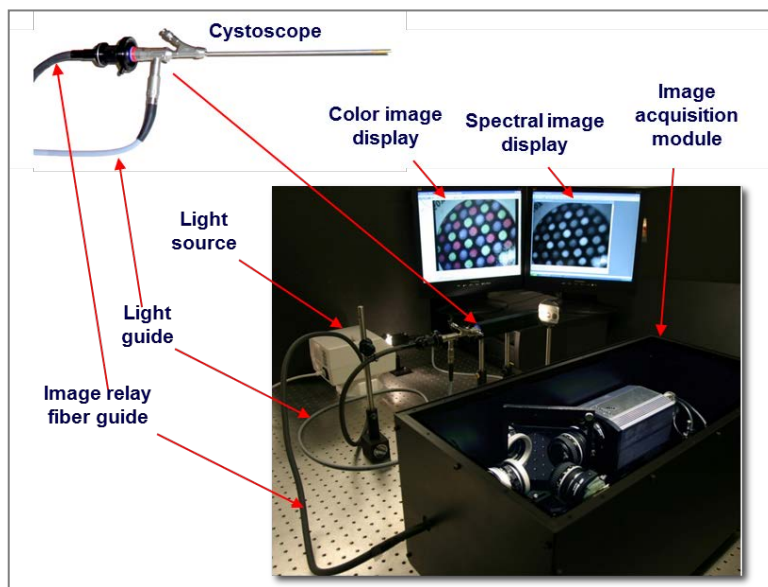 Cystoscope
Color image
display
Spectral image
display
Image
acquisition
module
Light
source
Light
guide
Image relay
fiber guide